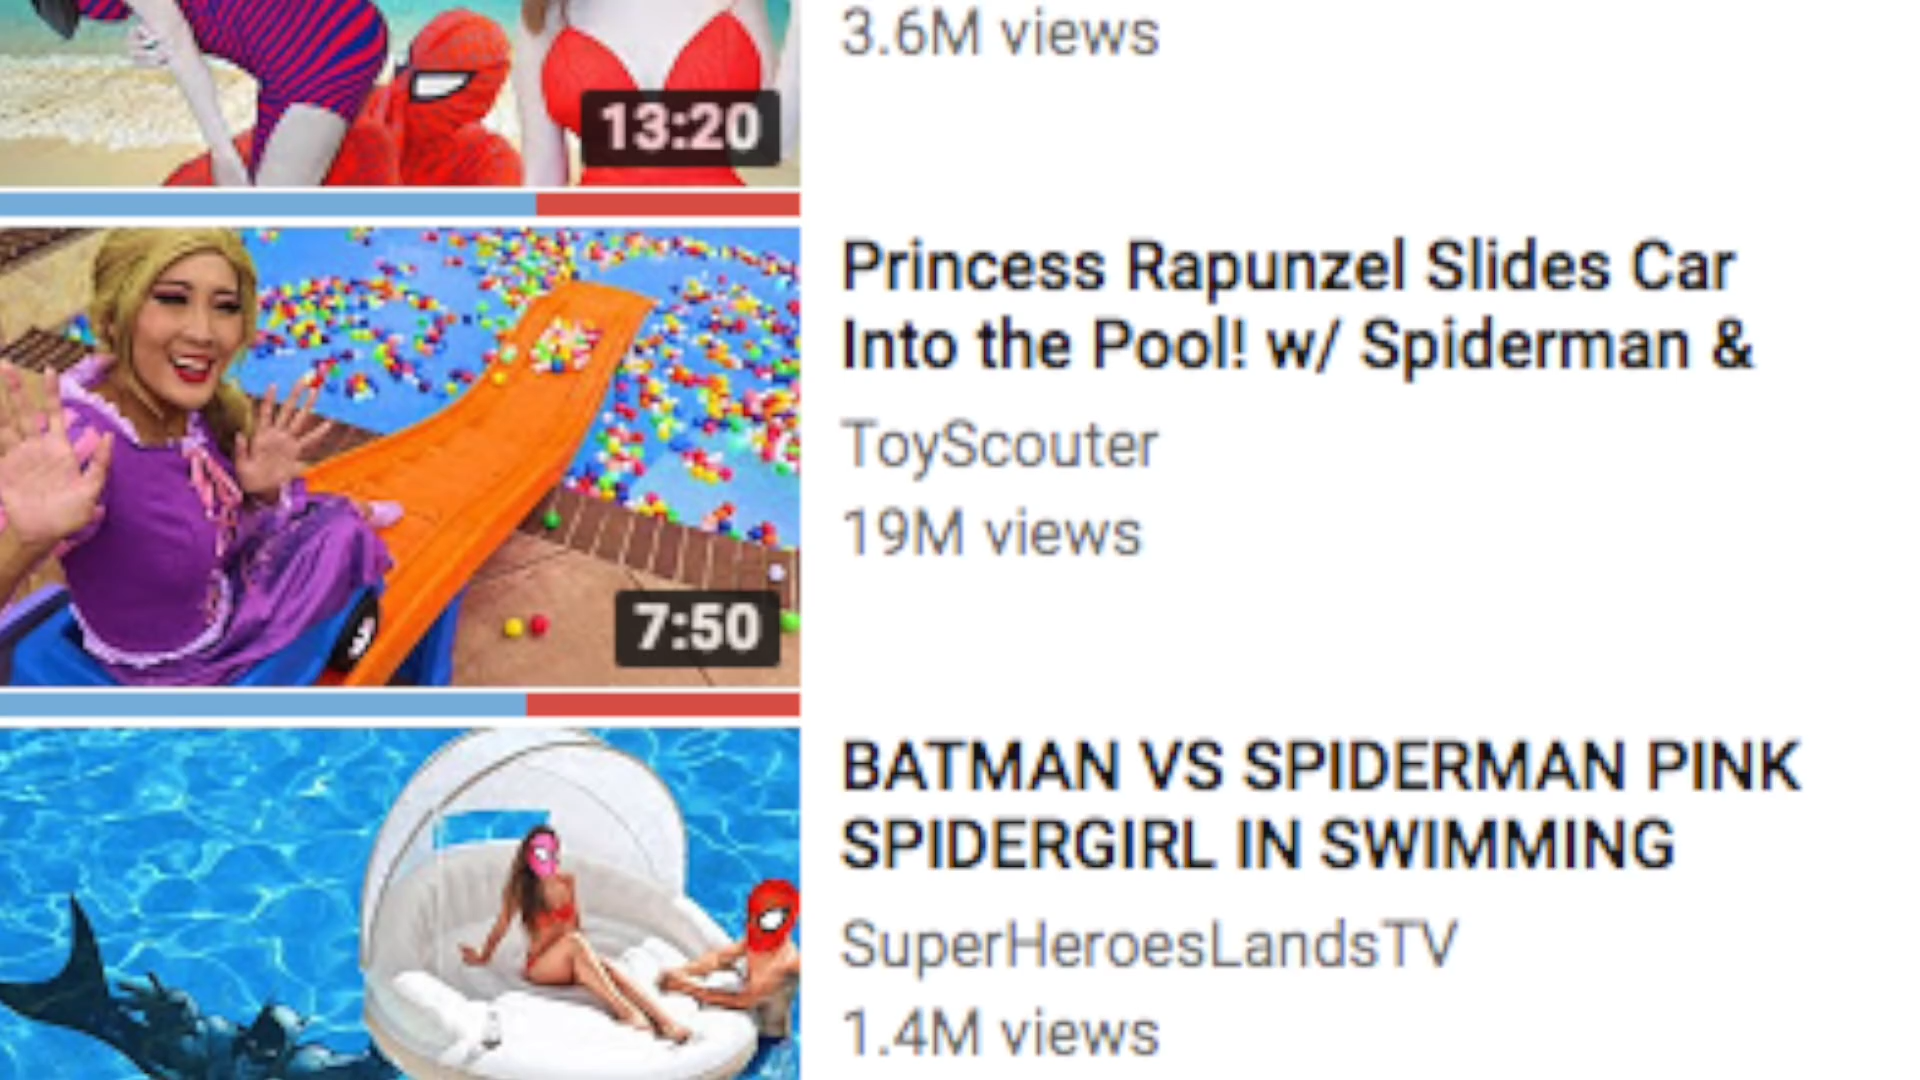 3.6M views
13:20
Princess Rapunzel Slides Car
Into the Pool! w/ Spiderman &
ToyScouter
19M views
7:50
BATMAN VS SPIDERMAN PINK
SPIDERGIRL IN SWIMMING
SuperHeroesLandsTV
1.4M views